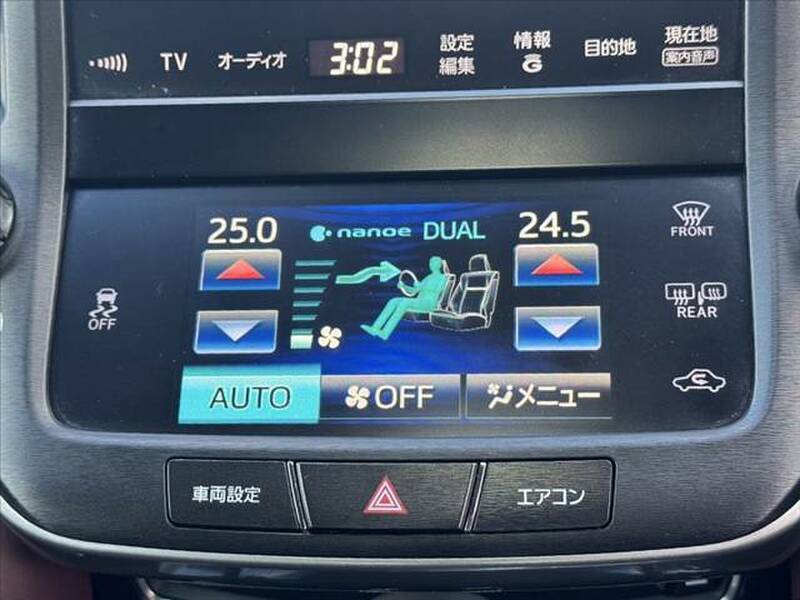 TV オーディオ 3:02 設定編集 情報G 目的地 現在地案内音声
25.0 nanoe DUAL 24.5
FRONT
OFF
REAR
AUTO OFF メニュー
車両設定 エアコン